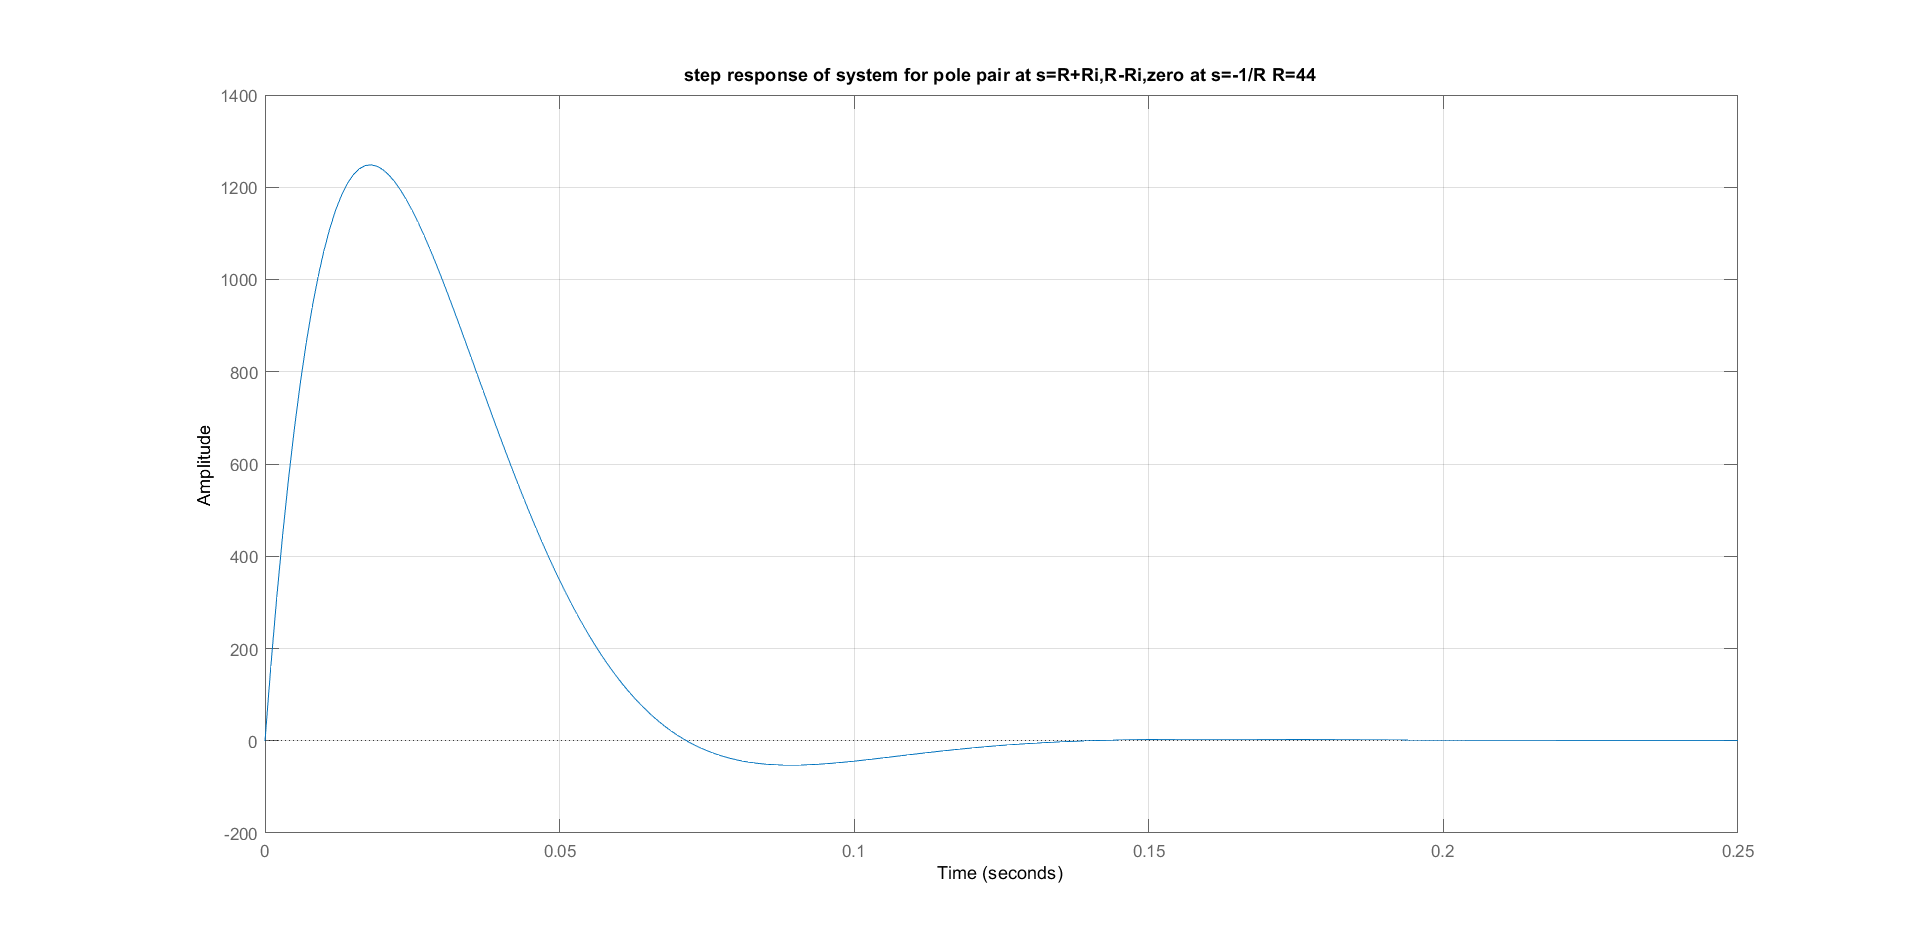 step response of system for pole pair at s=R+Ri,R-Ri,zero at s=-1/R R=44
1400
1200
1000
800
600
400
200
0
-200
Amplitude
0 0.05 0.1 0.15 0.2 0.25
Time (seconds)